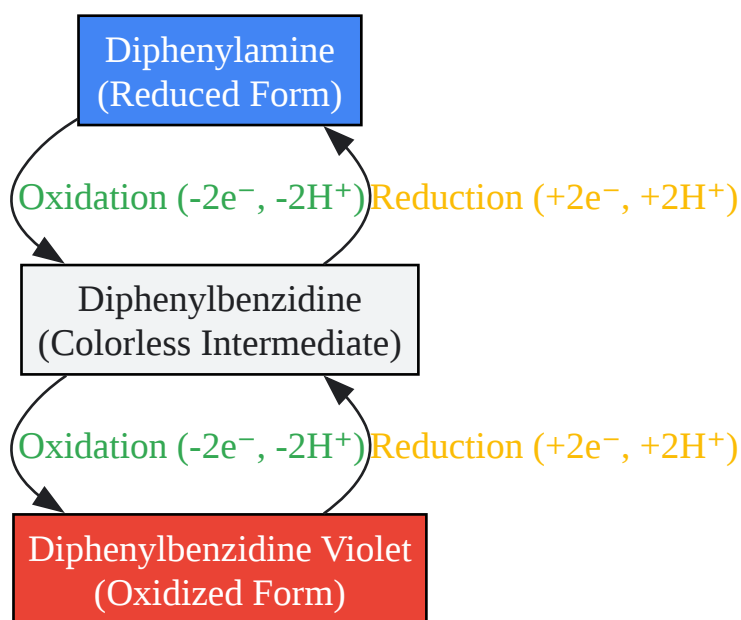 Diphenylamine
(Reduced Form)
Oxidation (-2e⁻, -2H⁺)
Reduction (+2e⁻, +2H⁺)
Diphenylbenzidine
(Colorless Intermediate)
Oxidation (-2e⁻, -2H⁺)
Reduction (+2e⁻, +2H⁺)
Diphenylbenzidine Violet
(Oxidized Form)